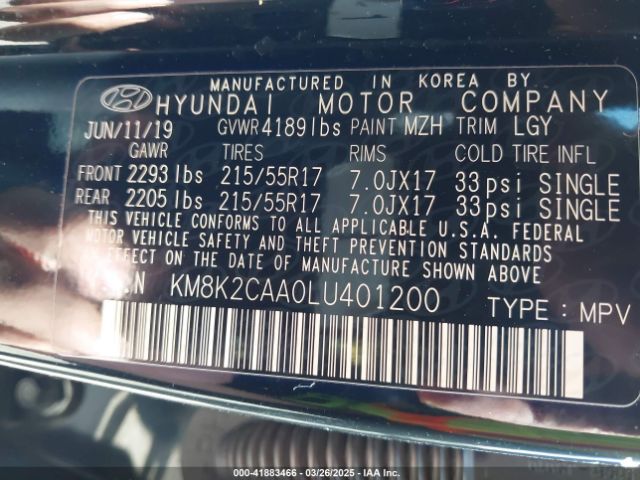 MANUFACTURED IN KOREA BY
HYUNDAI MOTOR COMPANY
JUN/11/19 GVWR 4189 lbs PAINT MZH TRIM LGY
GAWR TIRES RIMS COLD TIRE INFL
FRONT 2293 lbs 215/55R17 7.0JX17 33 psi SINGLE
REAR 2205 lbs 215/55R17 7.0JX17 33 psi SINGLE
THIS VEHICLE CONFORMS TO ALL APPLICABLE U.S.A. FEDERAL
MOTOR VEHICLE SAFETY AND THEFT PREVENTION STANDARDS
IN EFFECT ON THE DATE OF MANUFACTURE SHOWN ABOVE.
KM8K2CAA0LU401200 TYPE : MPV
000-41883466 - 03/26/2025 - IAA Inc.